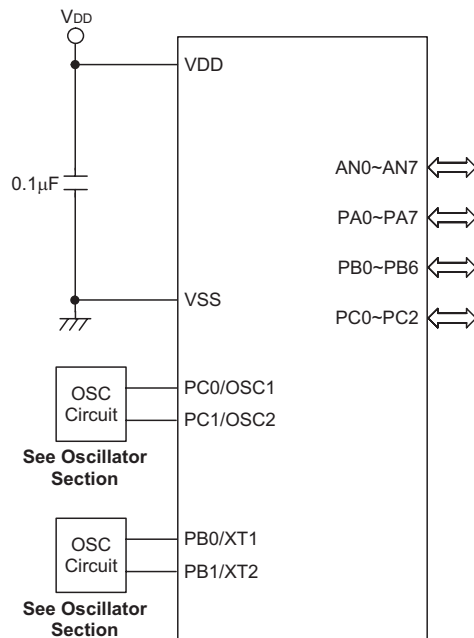 VDD
VDD
AN0~AN7
0.1μF
PA0~PA7
PB0~PB6
VSS
PC0~PC2
OSC
Circuit
PC0/OSC1
PC1/OSC2
See Oscillator
Section
OSC
Circuit
PB0/XT1
PB1/XT2
See Oscillator
Section